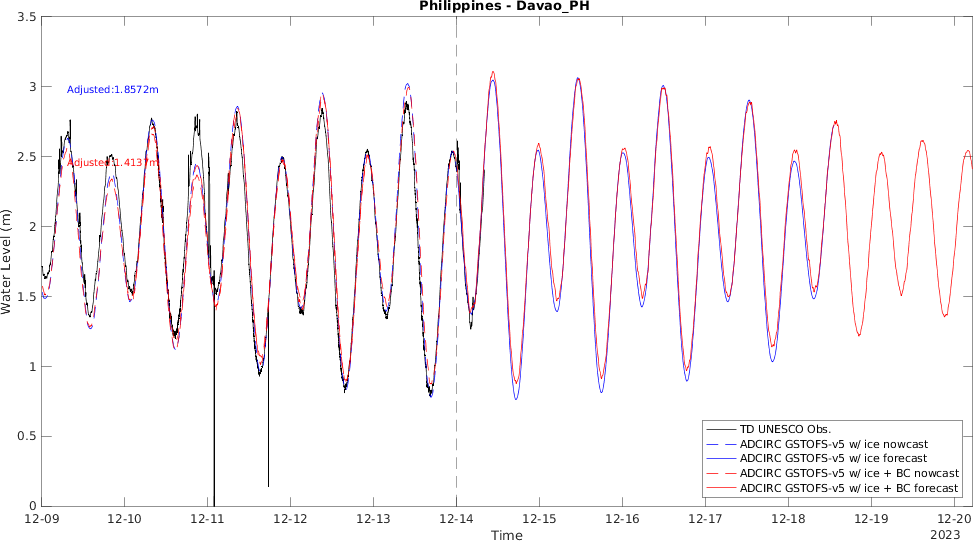 Philippines - Davao_PH
3.5
3
2.5
2
1.5
1
0.5
0
Water Level (m)
Adjusted:1.8572m
Adjusted:1.4137m
TD UNESCO Obs.
ADCIRC GSTOFS-v5 w/ ice nowcast
ADCIRC GSTOFS-v5 w/ ice forecast
ADCIRC GSTOFS-v5 w/ ice + BC nowcast
ADCIRC GSTOFS-v5 w/ ice + BC forecast
12-09 12-10 12-11 12-12 12-13 12-14 12-15 12-16 12-17 12-18 12-19 12-20
Time
2023